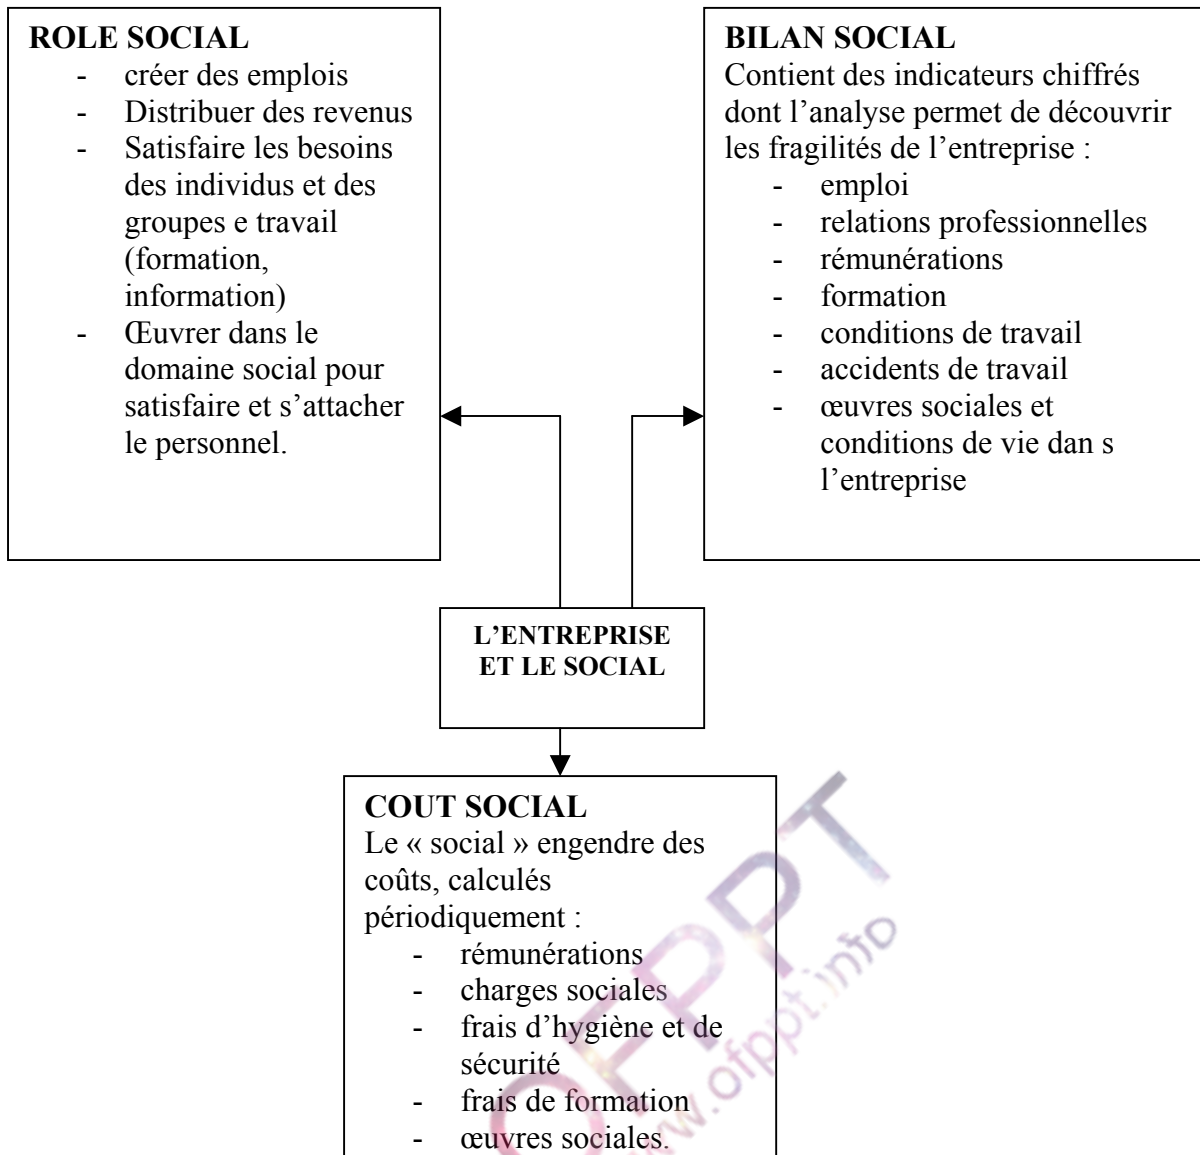 ROLE SOCIAL
- créer des emplois
- Distribuer des revenus
- Satisfaire les besoins
des individus et des
groupes e travail
(formation,
information)
- Œuvrer dans le
domaine social pour
satisfaire et s’attacher
le personnel.
BILAN SOCIAL
Contient des indicateurs chiffrés
dont l’analyse permet de découvrir
les fragilités de l’entreprise :
- emploi
- relations professionnelles
- rémunérations
- formation
- conditions de travail
- accidents de travail
- œuvres sociales et
conditions de vie dan s
l’entreprise
L’ENTREPRISE
ET LE SOCIAL
COUT SOCIAL
Le « social » engendre des
coûts, calculés
périodiquement :
- rémunérations
- charges sociales
- frais d’hygiène et de
sécurité
- frais de formation
- œuvres sociales.
OFPPT
www.ofppt.info